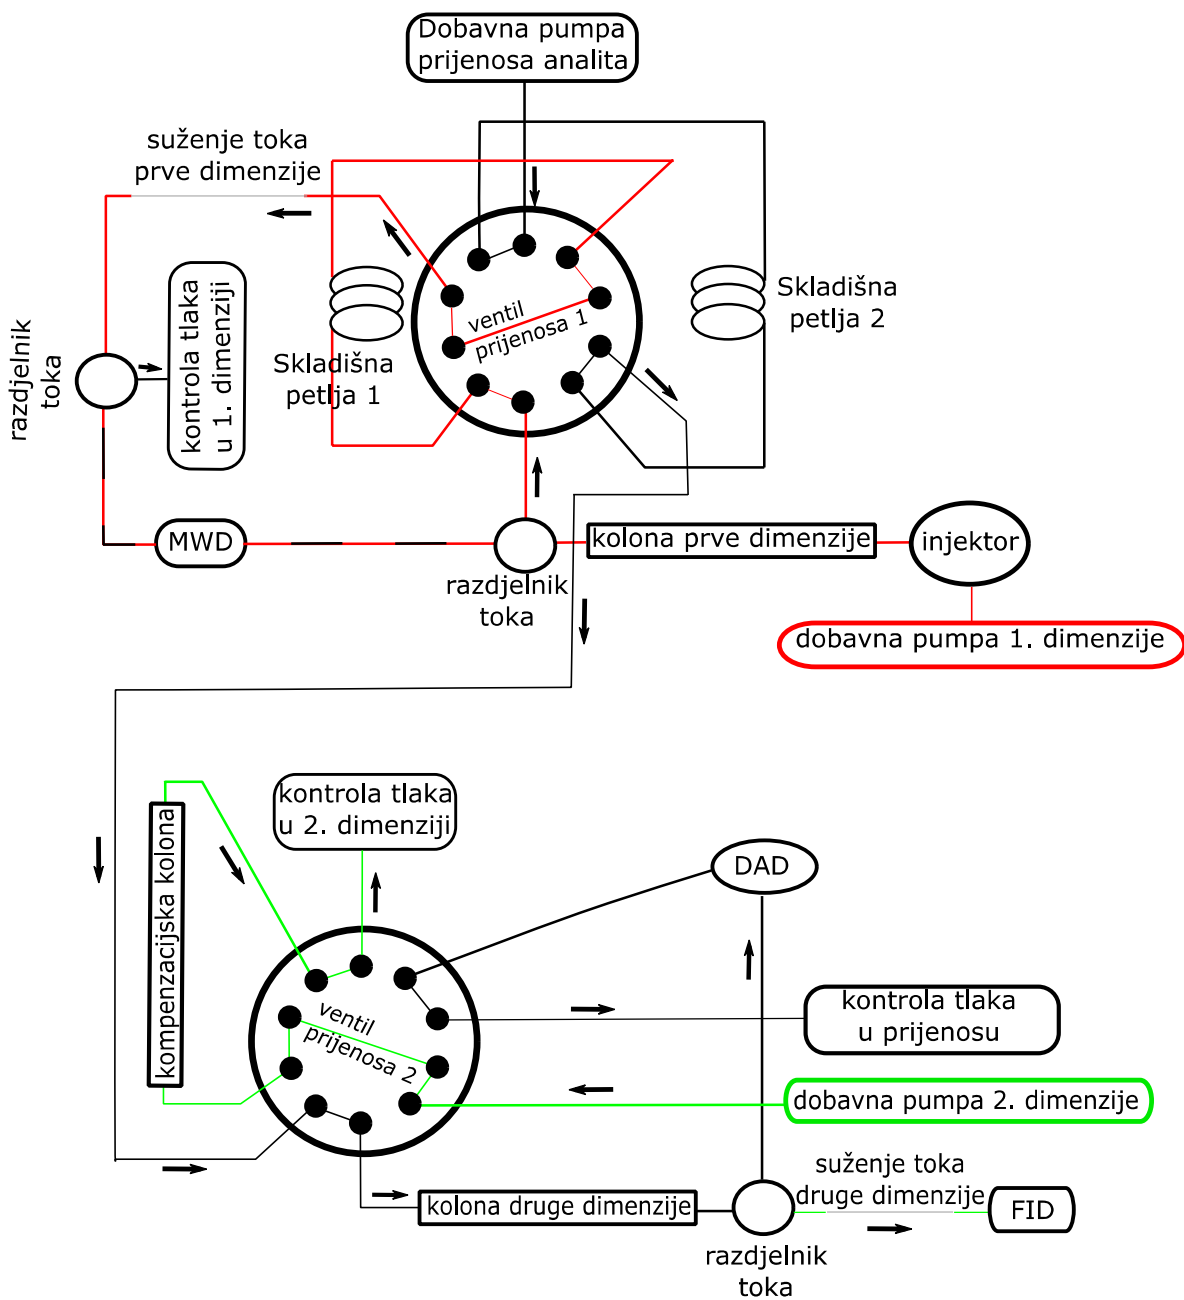 Dobavna pumpa
prijenosa analita
suženje toka
prve dimenzije
kontrola tlaka
u 1. dimenziji
razdjelnik
toka
Skladišna
petlja 1
ventil
prijenosa 1
Skladišna
petlja 2
MWD
razdjelnik
toka
kolona prve dimenzije
injektor
dobavna pumpa 1. dimenzije
kompenzacijska kolona
kontrola tlaka
u 2. dimenziji
DAD
ventil
prijenosa 2
kontrola tlaka
u prijenosu
dobavna pumpa 2. dimenzije
suženje toka
druge dimenzije
kolona druge dimenzije
FID
razdjelnik
toka